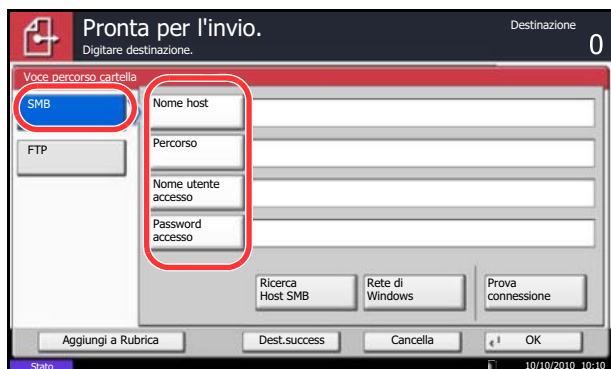 Pronta per l'invio.
Destinazione
Digitare destinazione.
0
Voce percorso cartella
SMB
Nome host
FTP
Percorso
Nome utente
accesso
Password
accesso
Ricerca
Host SMB
Rete di
Windows
Prova
connessione
Aggiungi a Rubrica
Dest.success
Cancella
OK
Stato
10/10/2010 10:10